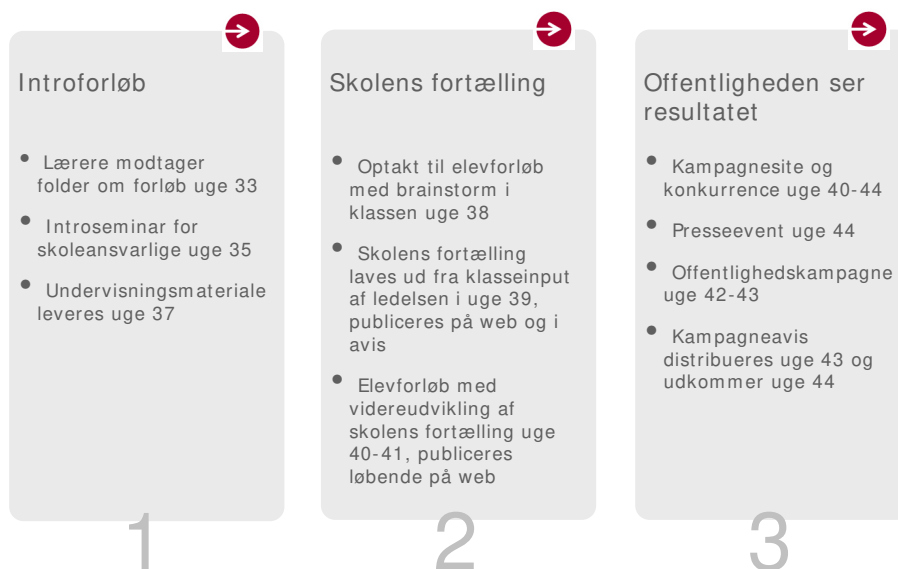 Introforløb
• Lærere modtager
folder om forløb uge 33
• Introseminar for
skoleansvarlige uge 35
• Undervisningsmateriale
leveres uge 37
1
Skolens fortælling
• Optakt til elevforløb
med brainstorm i
klassen uge 38
• Skolens fortælling
laves ud fra klasseinput
af ledelsen i uge 39,
publiceres på web og i
avis
• Elevforløb med
videreudvikling af
skolens fortælling uge
40-41, publiceres
løbende på web
2
Offentligheden ser
resultatet
• Kampagnesite og
konkurrence uge 40-44
• Presseevent uge 44
• Offentlighedskampagne
uge 42-43
• Kampagneavis
distribueres uge 43 og
udkommer uge 44
3